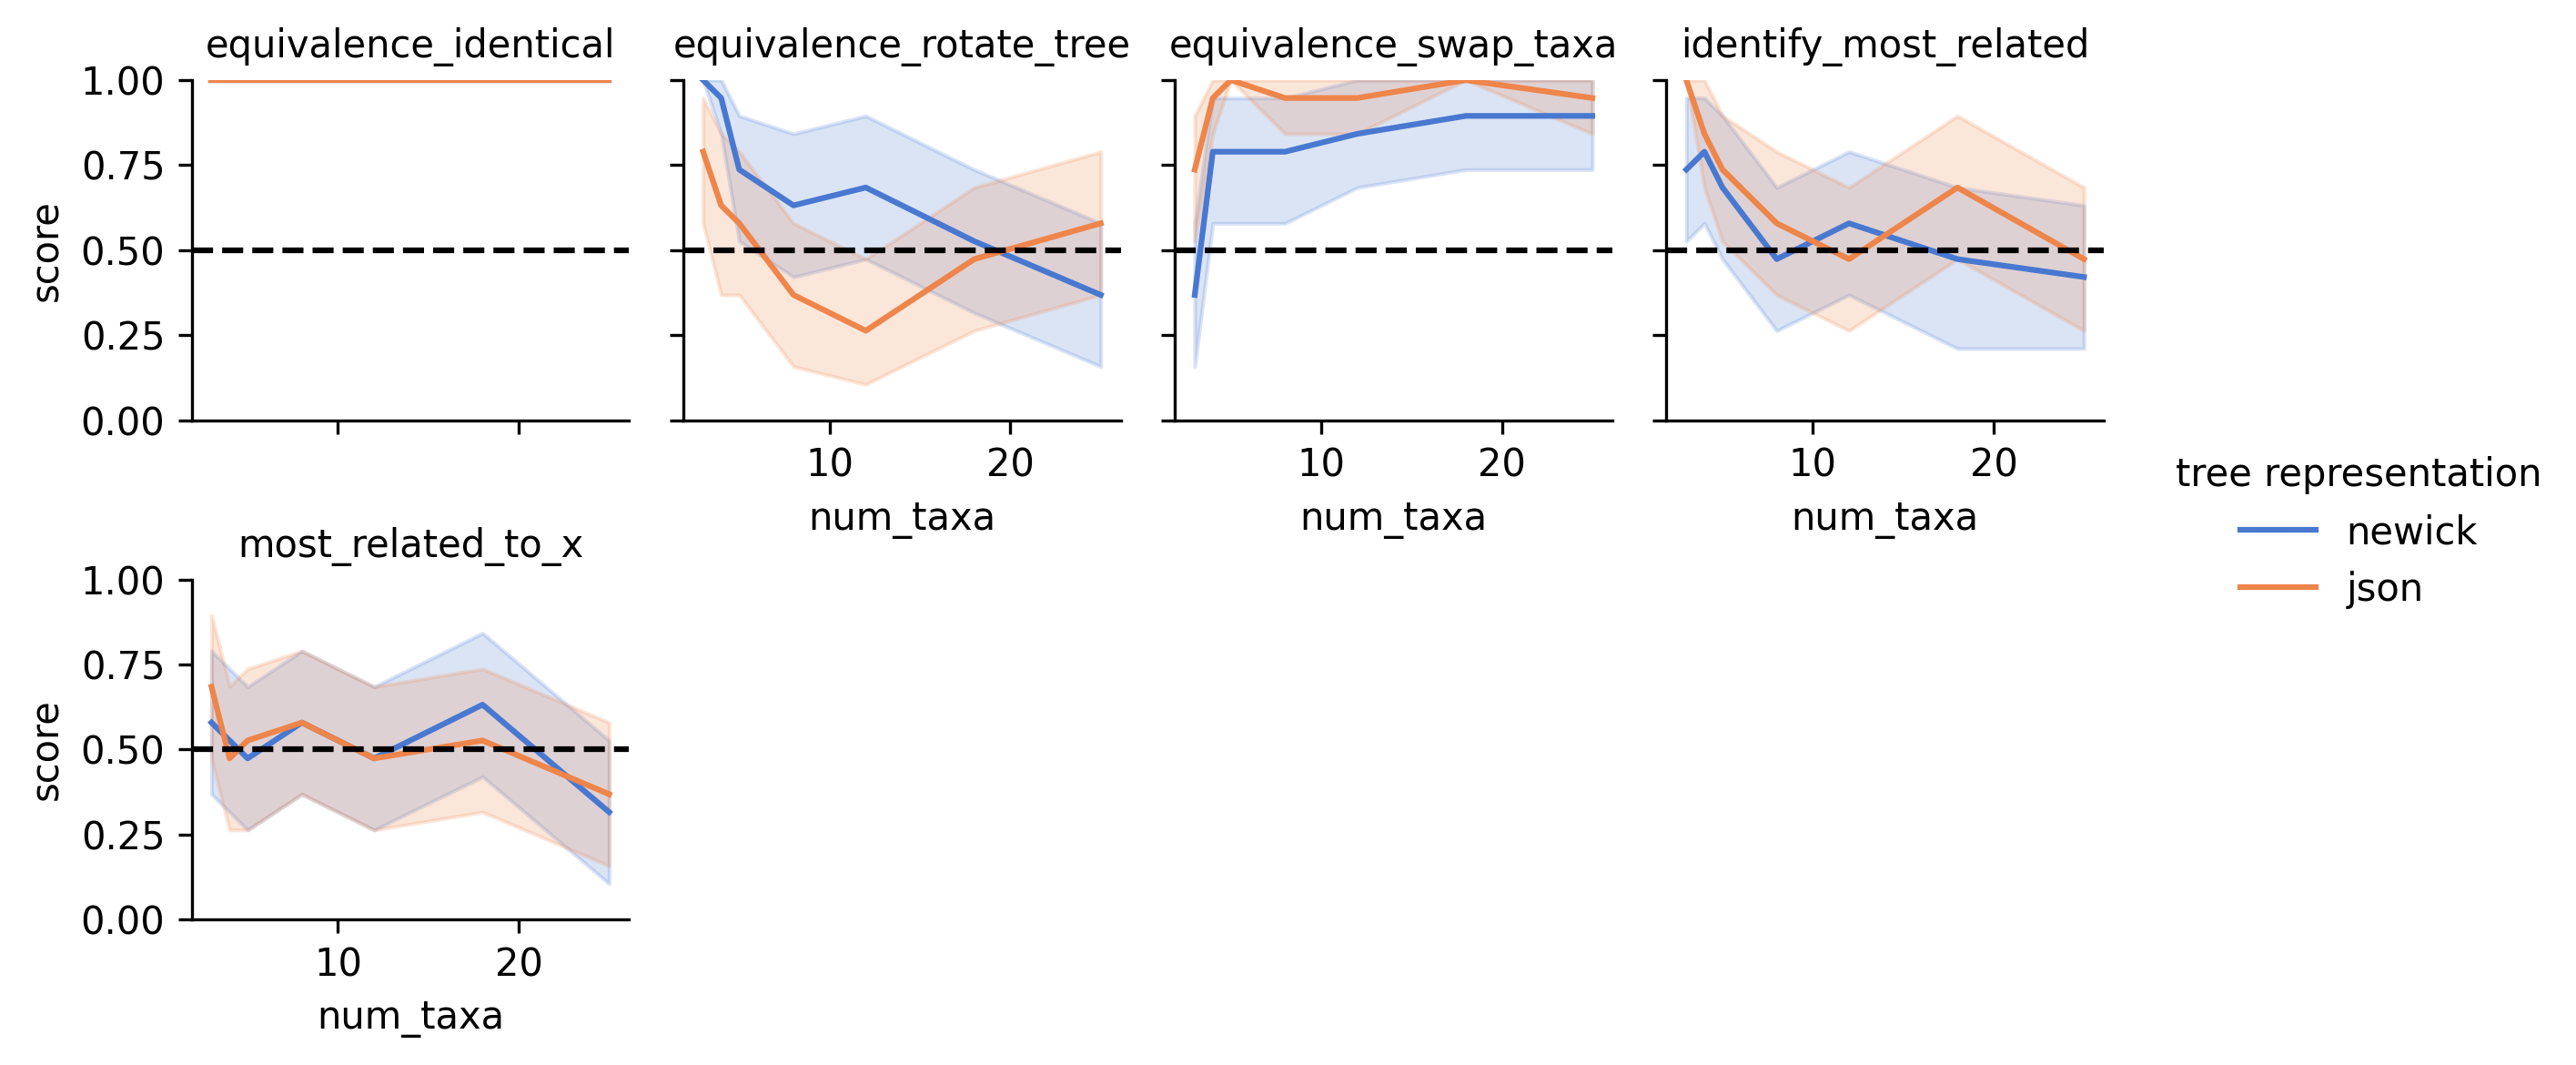 equivalence_identical
equivalence_rotate_tree
equivalence_swap_taxa
identify_most_related
1.00
0.75
0.50
0.25
0.00
score
10
20
num_taxa
10
20
num_taxa
10
20
num_taxa
tree representation
newick
json
most_related_to_x
1.00
0.75
0.50
0.25
0.00
score
10
20
num_taxa